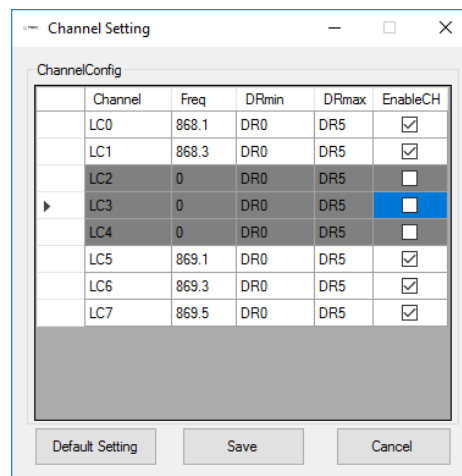 Channel Setting
ChannelConfig
Channel Freq DRmin DRmax EnableCH
LC0 868.1 DR0 DR5
LC1 868.3 DR0 DR5
LC2 0 DR0 DR5
LC3 0 DR0 DR5
LC4 0 DR0 DR5
LC5 869.1 DR0 DR5
LC6 869.3 DR0 DR5
LC7 869.5 DR0 DR5
Default Setting Save Cancel